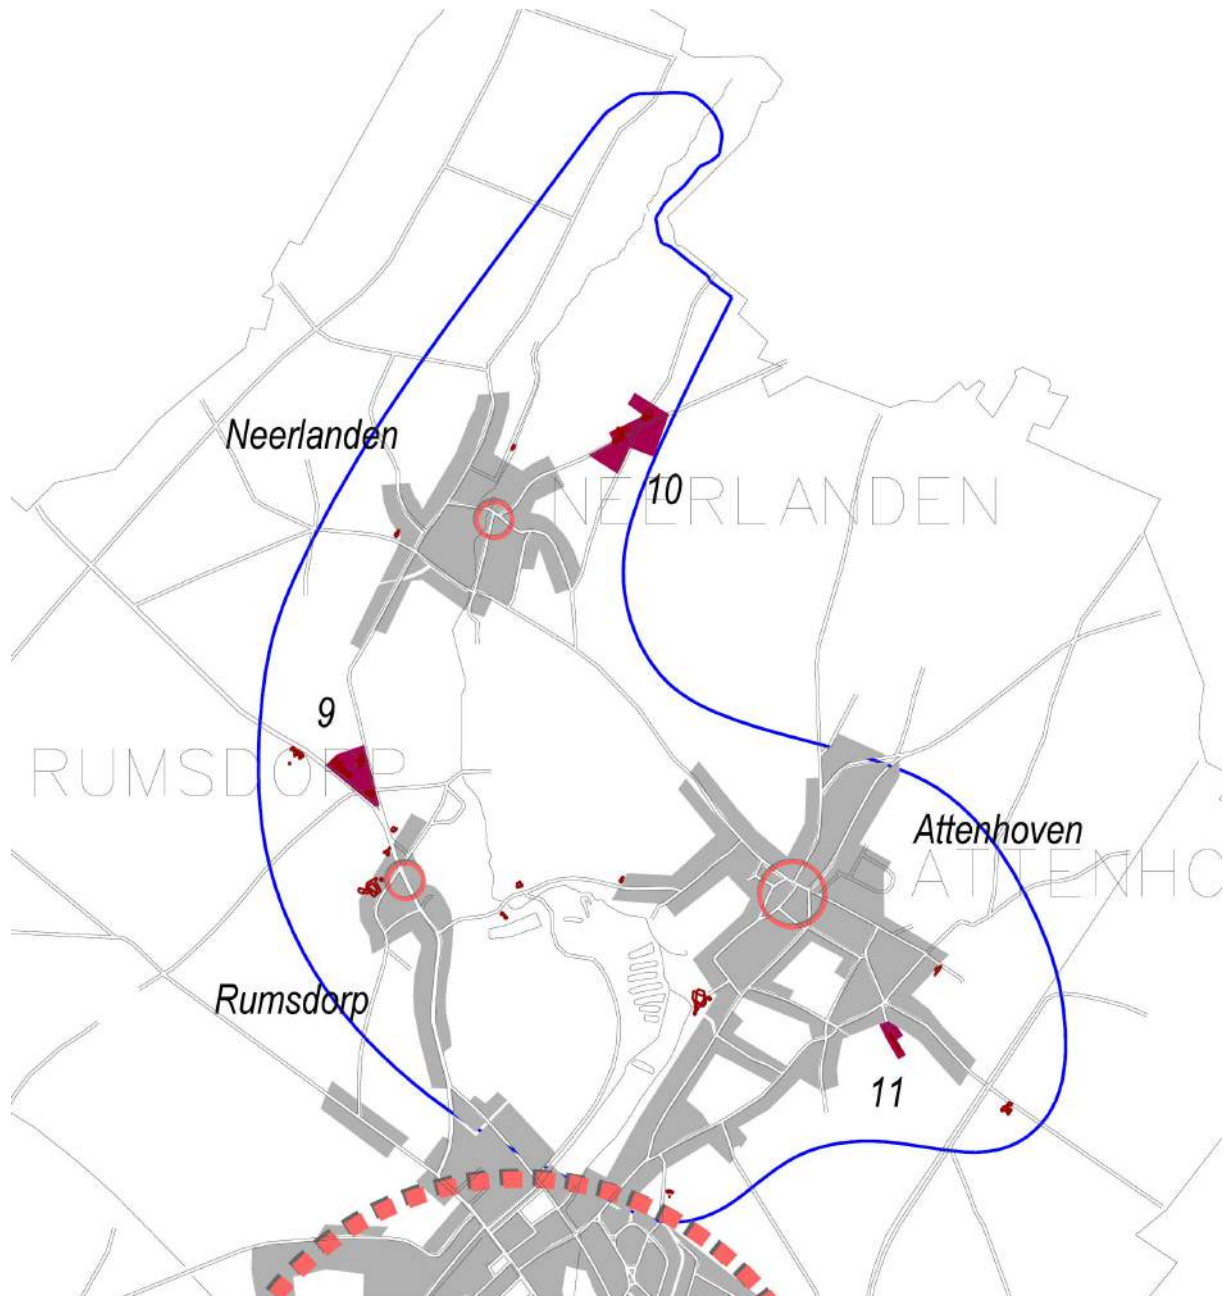 Neerlanden
10
NEERLANDEN
9
RUMSDORP
Attenhoven
ATTENHO
Rumsdorp
11